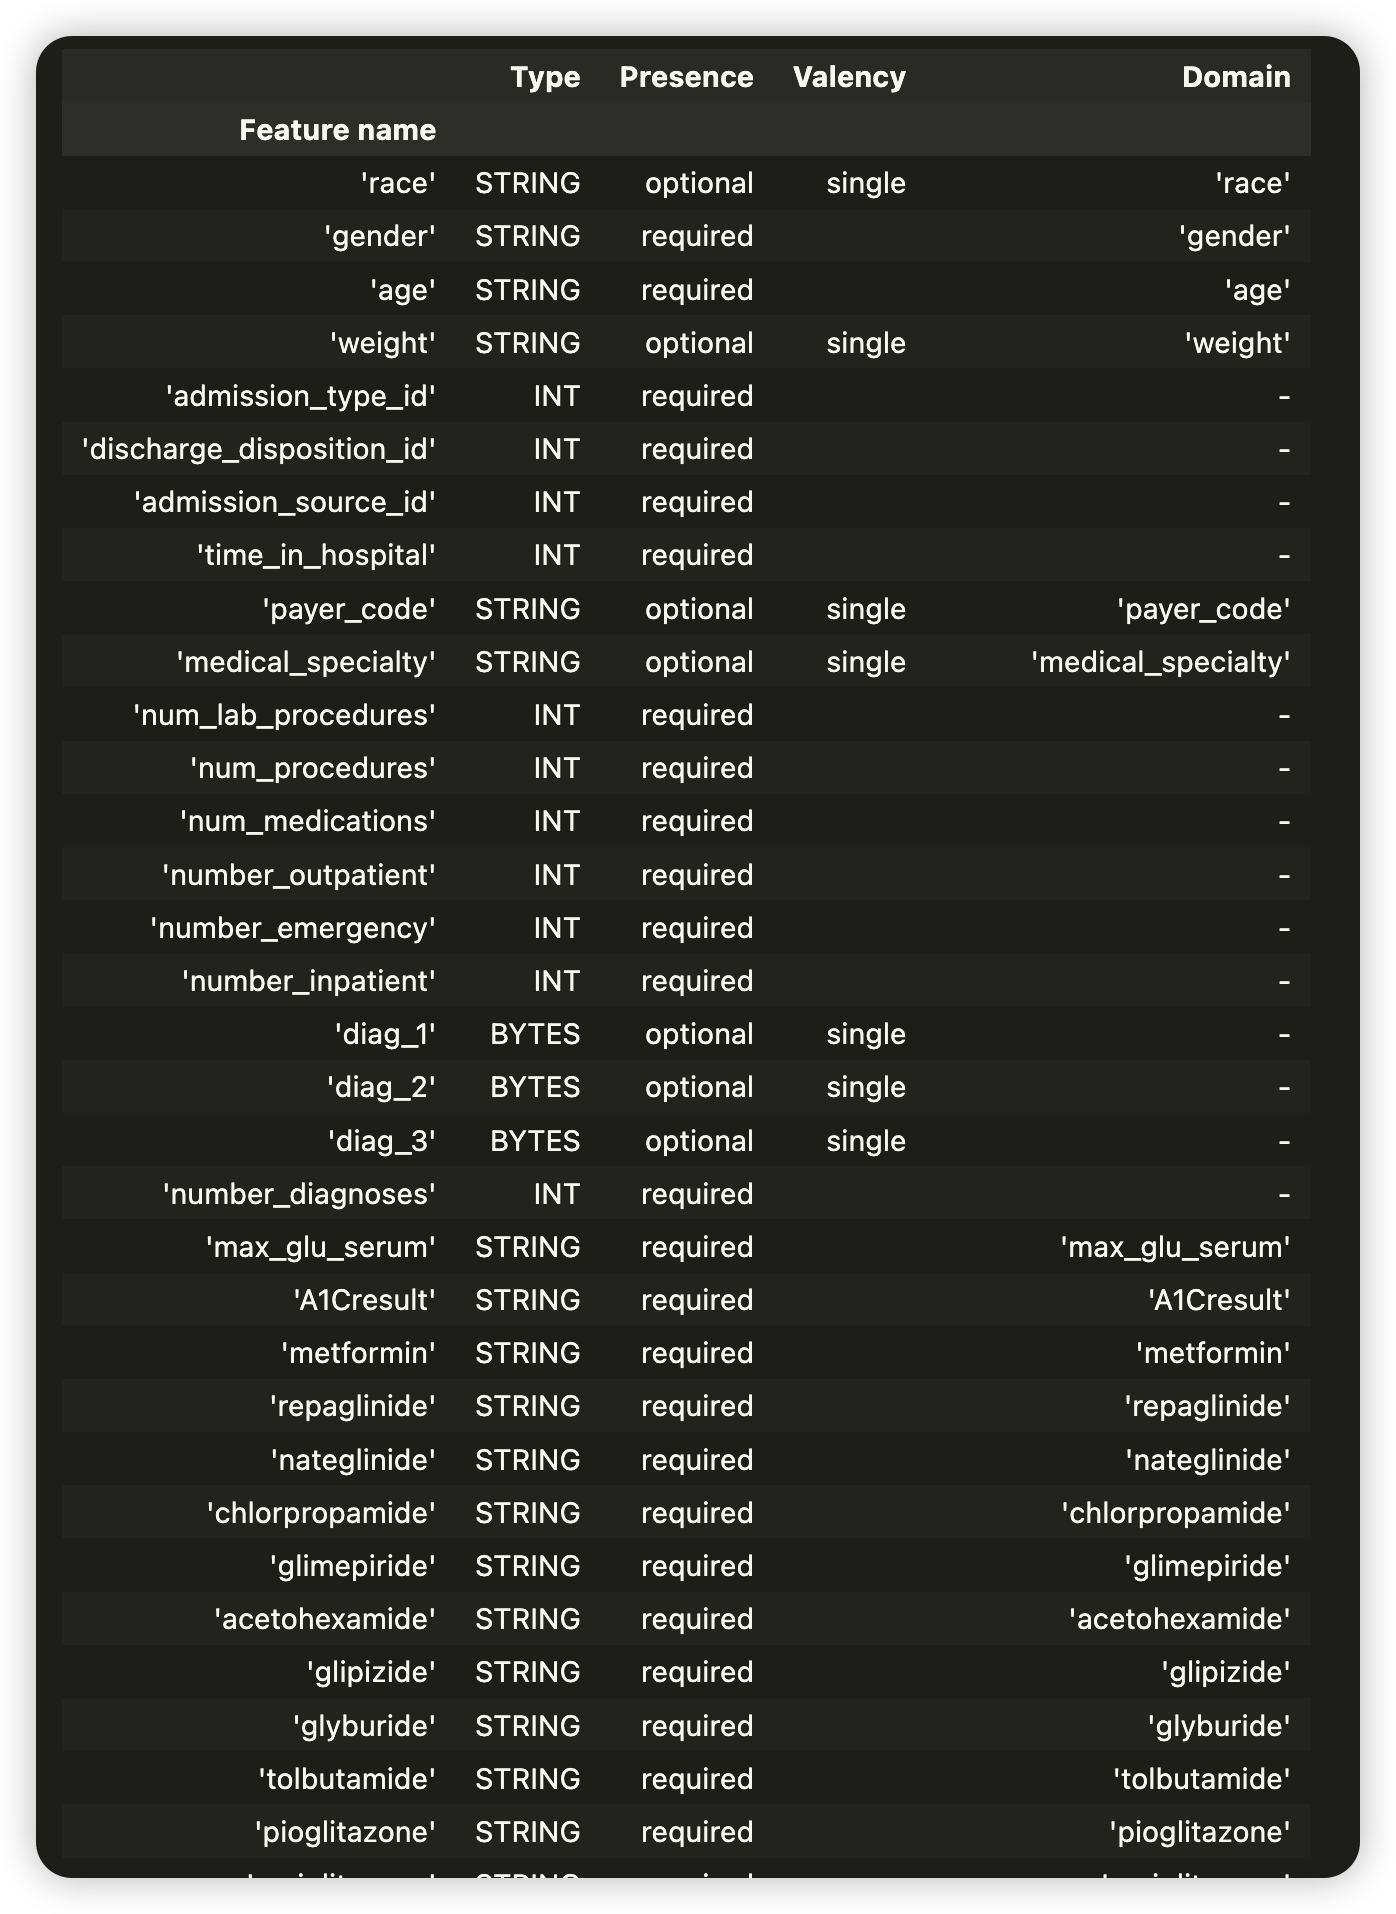 Type Presence Valency Domain
Feature name
'race' STRING optional single 'race'
'gender' STRING required 'gender'
'age' STRING required 'age'
'weight' STRING optional single 'weight'
'admission_type_id' INT required -
'discharge_disposition_id' INT required -
'admission_source_id' INT required -
'time_in_hospital' INT required -
'payer_code' STRING optional single 'payer_code'
'medical_specialty' STRING optional single 'medical_specialty'
'num_lab_procedures' INT required -
'num_procedures' INT required -
'num_medications' INT required -
'number_outpatient' INT required -
'number_emergency' INT required -
'number_inpatient' INT required -
'diag_1' BYTES optional single -
'diag_2' BYTES optional single -
'diag_3' BYTES optional single -
'number_diagnoses' INT required -
'max_glu_serum' STRING required 'max_glu_serum'
'A1Cresult' STRING required 'A1Cresult'
'metformin' STRING required 'metformin'
'repaglinide' STRING required 'repaglinide'
'nateglinide' STRING required 'nateglinide'
'chlorpropamide' STRING required 'chlorpropamide'
'glimepiride' STRING required 'glimepiride'
'acetohexamide' STRING required 'acetohexamide'
'glipizide' STRING required 'glipizide'
'glyburide' STRING required 'glyburide'
'tolbutamide' STRING required 'tolbutamide'
'pioglitazone' STRING required 'pioglitazone'